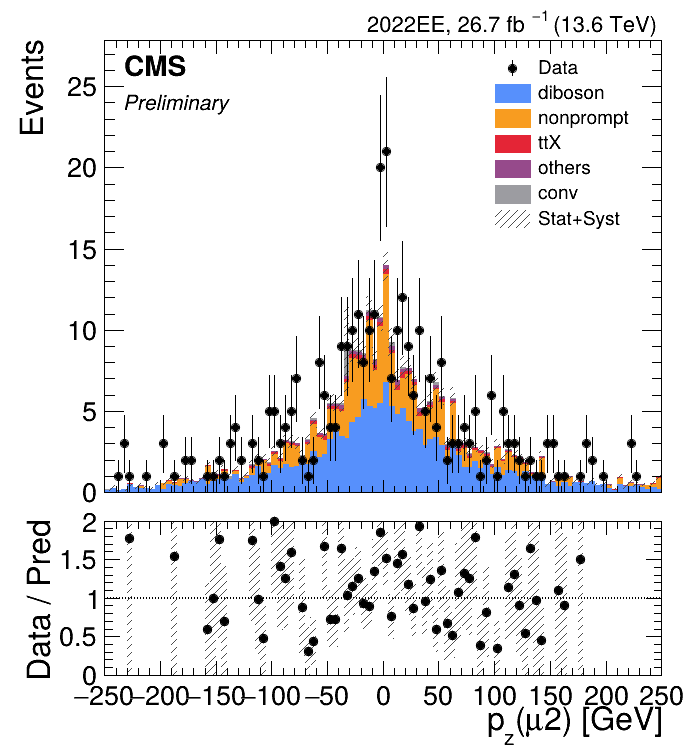 2022EE, 26.7 fb⁻¹ (13.6 TeV)
CMS
Preliminary
Events
Data
diboson
nonprompt
ttX
others
conv
Stat+Syst
25
20
15
10
5
0
Data / Pred
2
1.5
1
0.5
0
−250 −200 −150 −100 −50 0 50 100 150 200 250
p_z(μ2) [GeV]